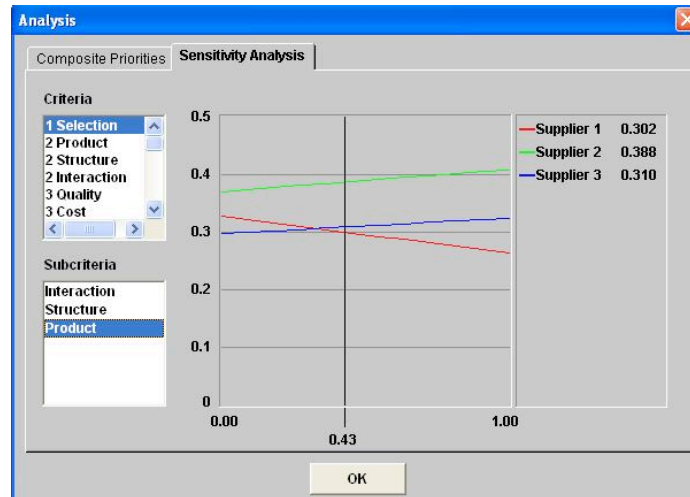 Analysis
Composite Priorities
Sensitivity Analysis
Criteria
1 Selection
2 Product
2 Structure
2 Interaction
3 Quality
3 Cost
Subcriteria
Interaction
Structure
Product
0.5
0.4
0.3
0.2
0.1
0
0.00
1.00
0.43
Supplier 1 0.302
Supplier 2 0.388
Supplier 3 0.310
OK